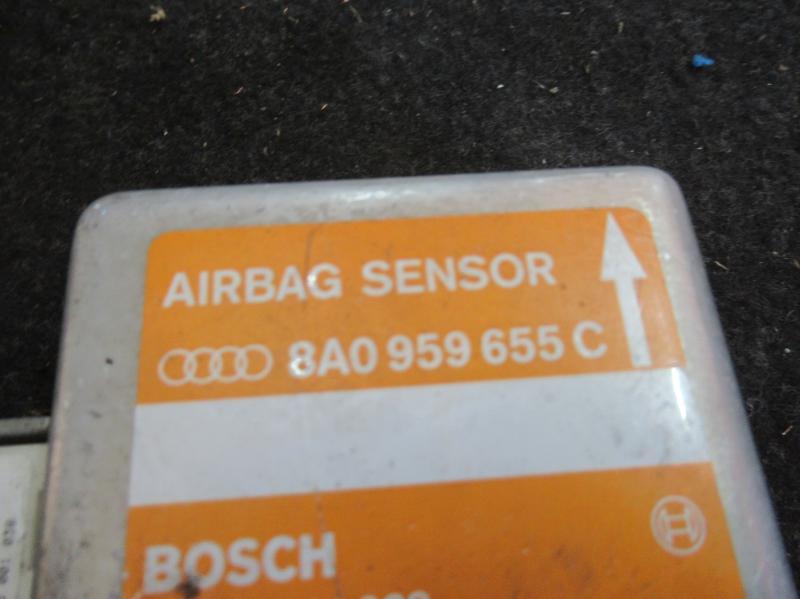 AIRBAG SENSOR
8A0 959 655 C
BOSCH